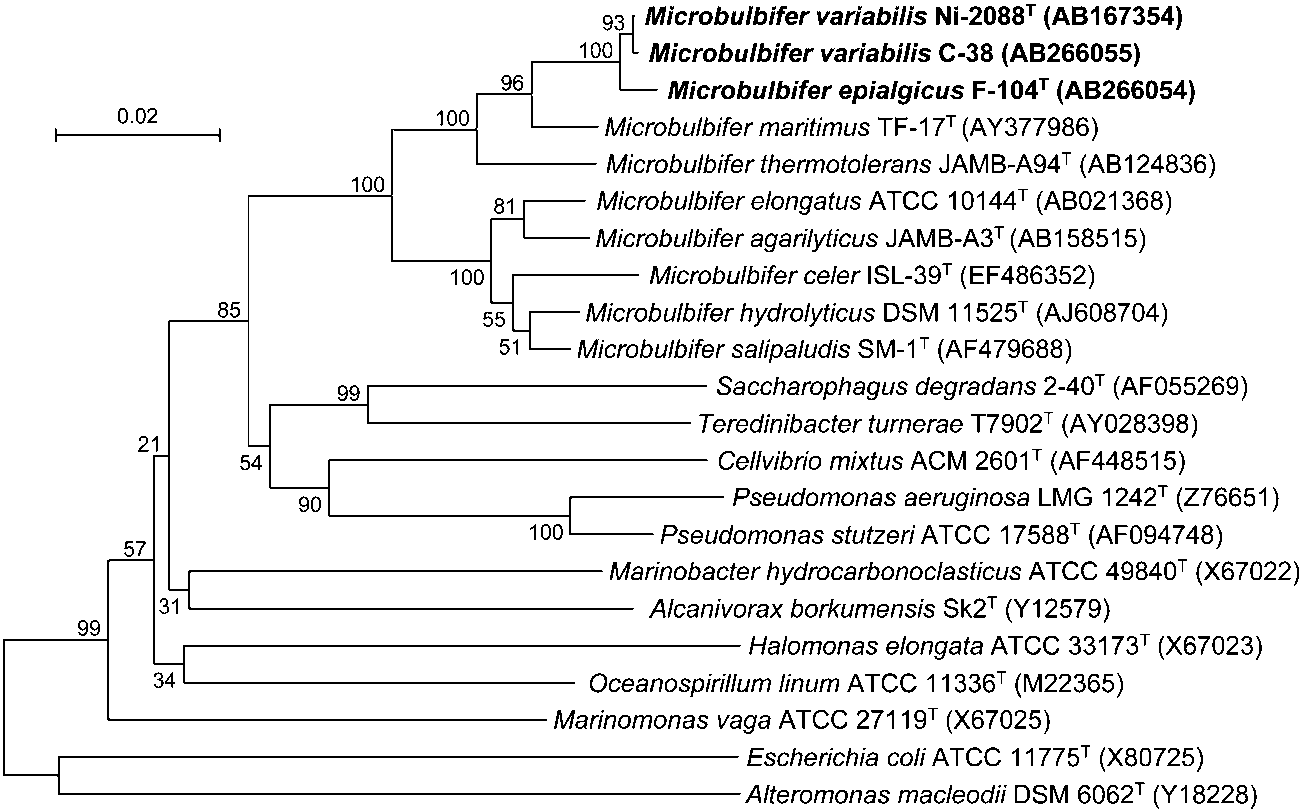 93 Microbulbifer variabilis Ni-2088ᵀ (AB167354)
100 Microbulbifer variabilis C-38 (AB266055)
96 Microbulbifer epialgicus F-104ᵀ (AB266054)
0.02
100 Microbulbifer maritimus TF-17ᵀ (AY377986)
Microbulbifer thermotolerans JAMB-A94ᵀ (AB124836)
100
81 Microbulbifer elongatus ATCC 10144ᵀ (AB021368)
Microbulbifer agarilyticus JAMB-A3ᵀ (AB158515)
100 Microbulbifer celer ISL-39ᵀ (EF486352)
85 55 Microbulbifer hydrolyticus DSM 11525ᵀ (AJ608704)
51 Microbulbifer salipaludis SM-1ᵀ (AF479688)
99 Saccharophagus degradans 2-40ᵀ (AF055269)
Teredinibacter turnerae T7902ᵀ (AY028398)
21
54 Cellvibrio mixtus ACM 2601ᵀ (AF448515)
90 Pseudomonas aeruginosa LMG 1242ᵀ (Z76651)
100 Pseudomonas stutzeri ATCC 17588ᵀ (AF094748)
57
Marinobacter hydrocarbonoclasticus ATCC 49840ᵀ (X67022)
31 Alcanivorax borkumensis Sk2ᵀ (Y12579)
99
Halomonas elongata ATCC 33173ᵀ (X67023)
34 Oceanospirillum linum ATCC 11336ᵀ (M22365)
Marinomonas vaga ATCC 27119ᵀ (X67025)
Escherichia coli ATCC 11775ᵀ (X80725)
Alteromonas macleodii DSM 6062ᵀ (Y18228)